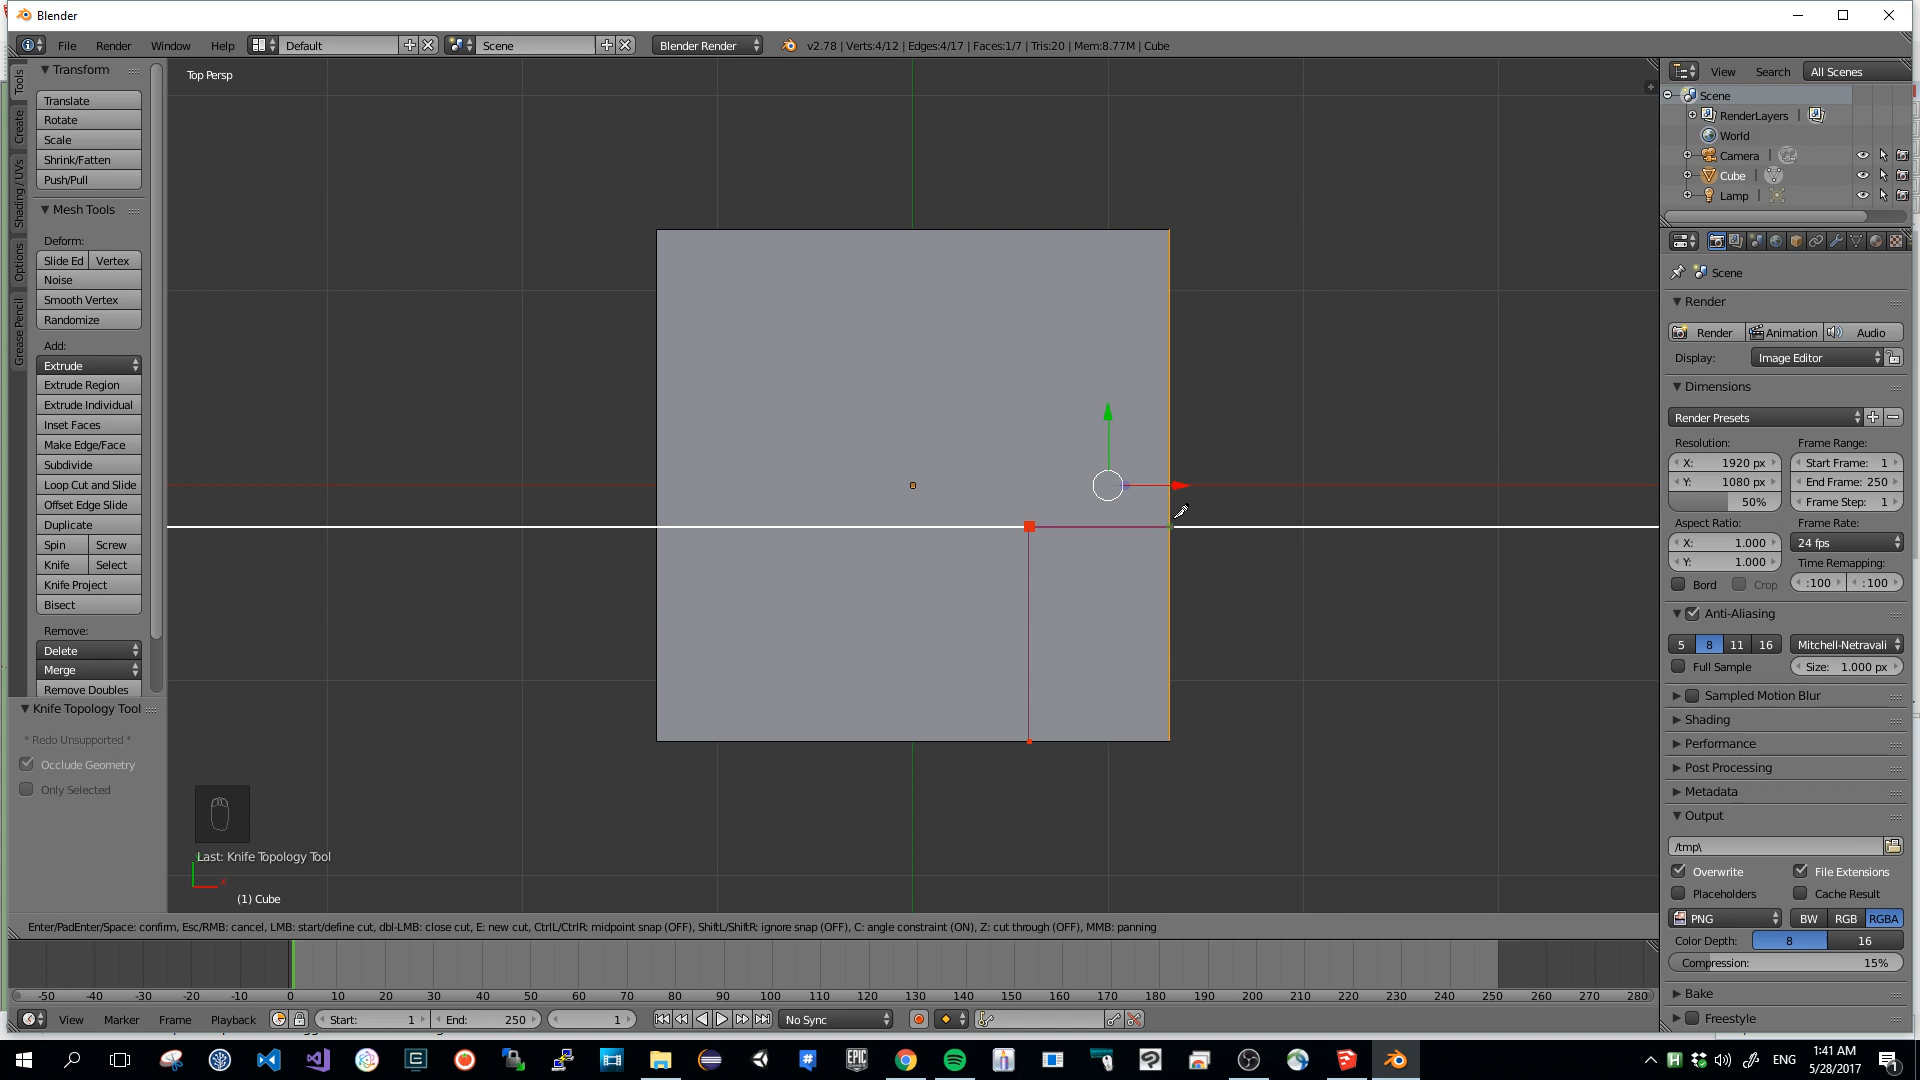 Blender
File Render Window Help Default Scene Blender Render v2.78 | Verts:4/12 | Edges:4/17 | Faces:1/7 | Tris:20 | Mem:8.77M | Cube
Tools
Create
Shading / UVs
Options
Grease Pencil
Transform
Translate
Rotate
Scale
Shrink/Fatten
Push/Pull
Mesh Tools
Deform:
Slide Ed Vertex
Noise
Smooth Vertex
Randomize
Add:
Extrude
Extrude Region
Extrude Individual
Inset Faces
Make Edge/Face
Subdivide
Loop Cut and Slide
Offset Edge Slide
Duplicate
Spin Screw
Knife Select
Knife Project
Bisect
Remove:
Delete
Merge
Remove Doubles
Knife Topology Tool
* Redo Unsupported *
Occlude Geometry
Only Selected
Top Persp
Last: Knife Topology Tool
(1) Cube
Enter/PadEnter/Space: confirm, Esc/RMB: cancel, LMB: start/define cut, dbl-LMB: close cut, E: new cut, CtrlL/CtrlR: midpoint snap (OFF), ShiftL/ShiftR: ignore snap (OFF), C: angle constraint (ON), Z: cut through (OFF), MMB: panning
View Search All Scenes
Scene
RenderLayers
World
Camera
Cube
Lamp
Scene
Render
Render Animation Audio
Display: Image Editor
Dimensions
Render Presets
Resolution: Frame Range:
X: 1920 px Start Frame: 1
Y: 1080 px End Frame: 250
50% Frame Step: 1
Aspect Ratio: Frame Rate:
X: 1.000 24 fps
Y: 1.000 Time Remapping:
Bord Crop :100 :100
Anti-Aliasing
5 8 11 16 Mitchell-Netravali
Full Sample Size: 1.000 px
Sampled Motion Blur
Shading
Performance
Post Processing
Metadata
Output
/tmp\
Overwrite File Extensions
Placeholders Cache Result
PNG BW RGB RGBA
Color Depth: 8 16
Compression: 15%
Bake
Freestyle
-50 -40 -30 -20 -10 0 10 20 30 40 50 60 70 80 90 100 110 120 130 140 150 160 170 180 190 200 210 220 230 240 250 260 270 280
View Marker Frame Playback Start: 1 End: 250 1 No Sync
EPIC GAMES
ENG 1:41 AM
5/28/2017
1